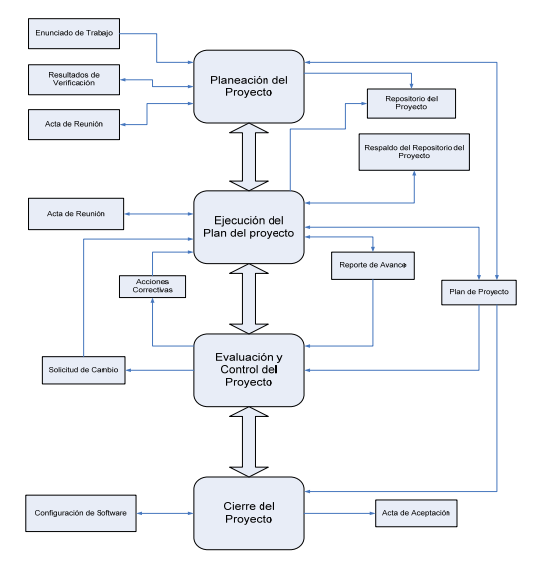 Enunciado de Trabajo
Planeación del
Proyecto
Resultados de
Verificación
Repositorio del
Proyecto
Acta de Reunión
Respaldo del Repositorio del
Proyecto
Acta de Reunión
Ejecución del
Plan del proyecto
Reporte de Avance
Acciones
Correctivas
Plan de Proyecto
Evaluación y
Control del
Proyecto
Solicitud de Cambio
Cierre del
Proyecto
Configuración de Software
Acta de Aceptación